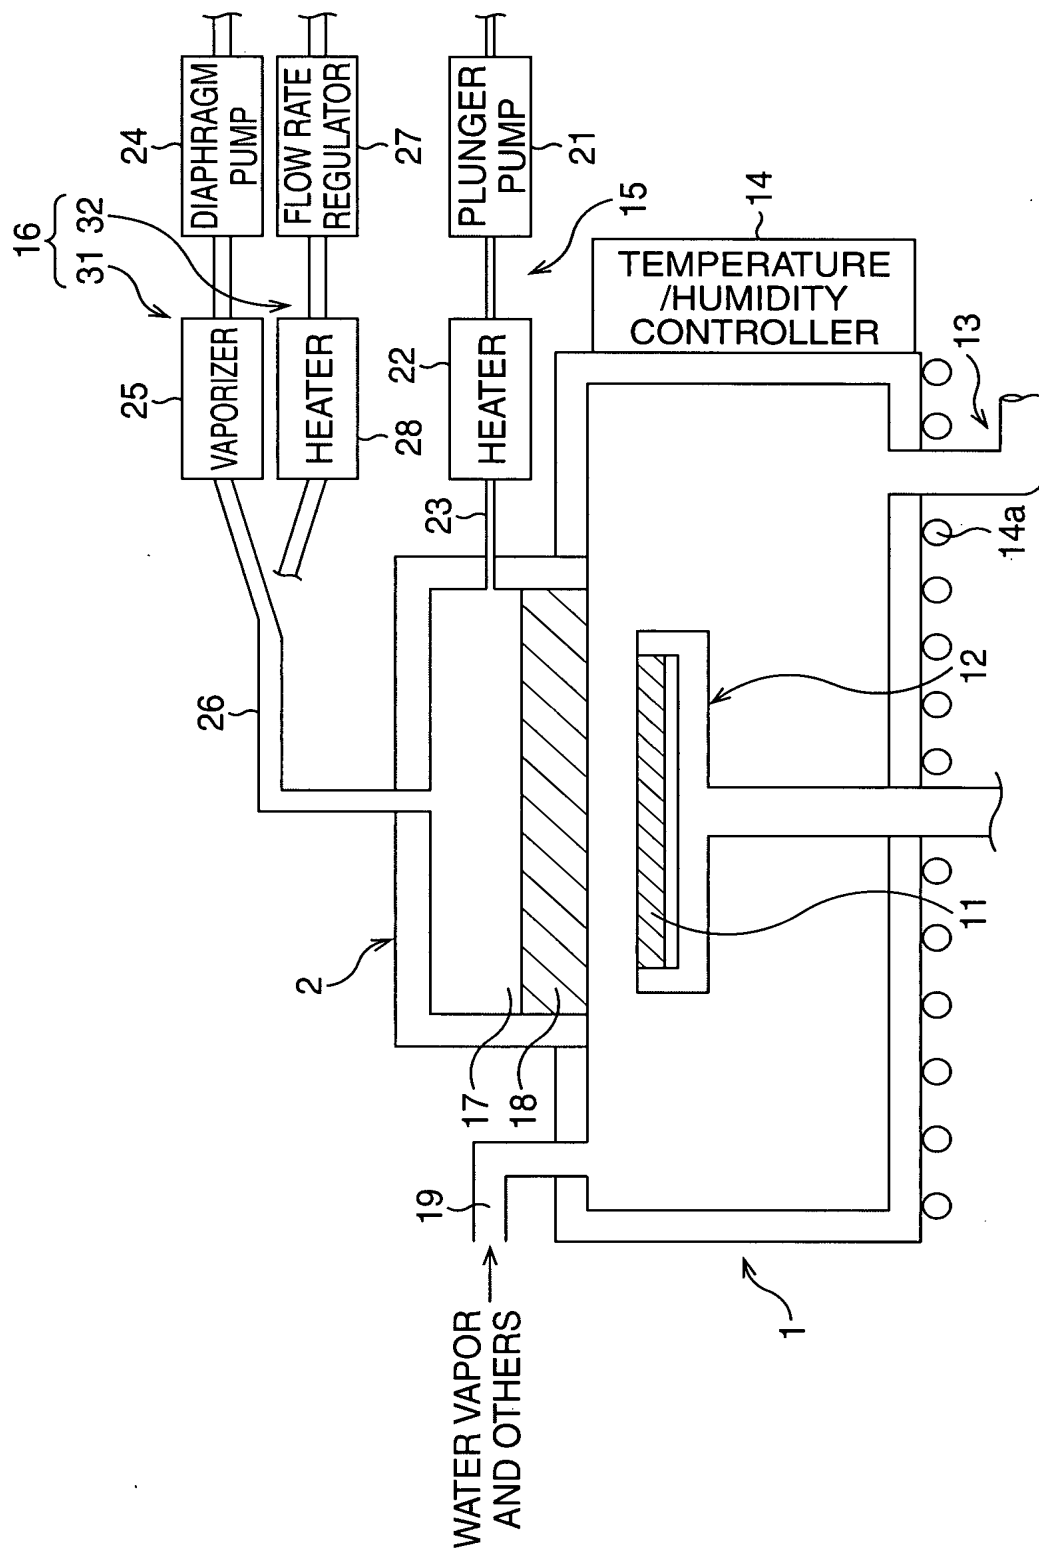 16
31
32
24
DIAPHRAGM
PUMP
25
VAPORIZER
27
FLOW RATE
REGULATOR
28
HEATER
21
PLUNGER
PUMP
22
HEATER
15
23
26
2
17
18
19
WATER VAPOR
AND OTHERS
14
TEMPERATURE
/HUMIDITY
CONTROLLER
13
14a
12
11
1